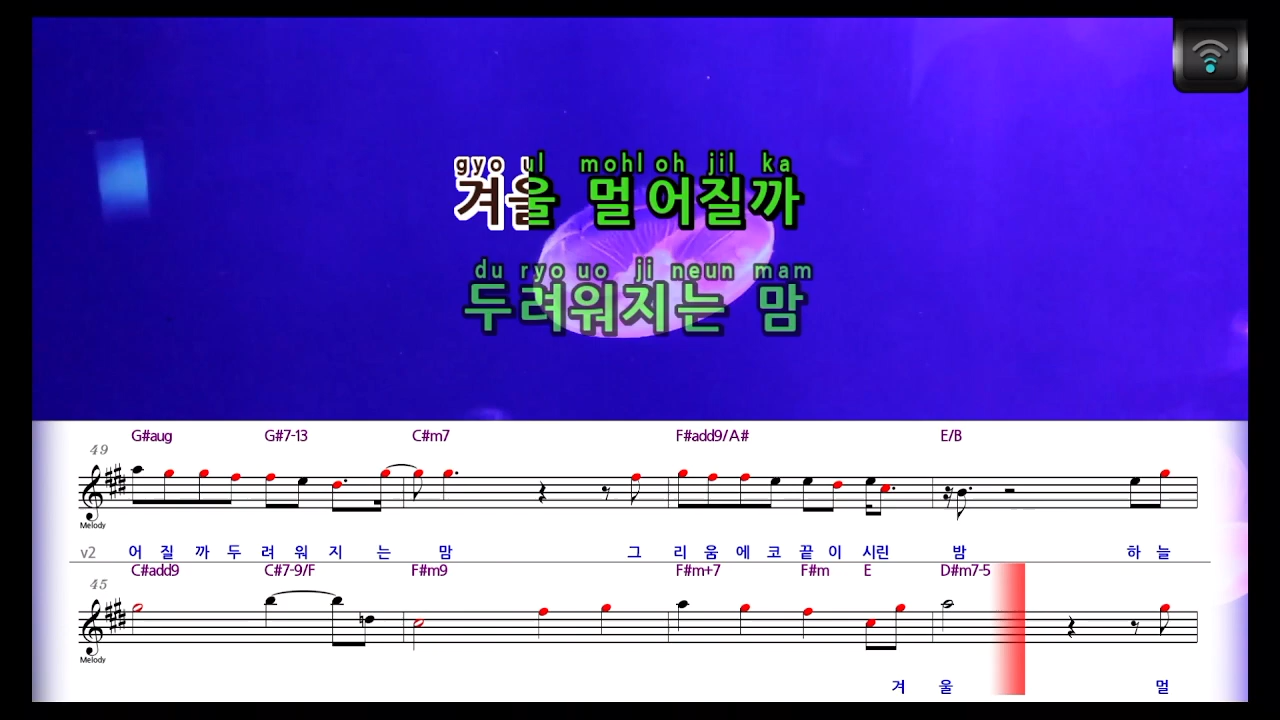 gyo ul mohl oh jil ka
겨울 멀어질까
du ryo uo ji neun mam
두려워지는 맘
G#aug G#7-13 C#m7 F#add9/A# E/B
49
Melody
v2 어 질 까 두 려 워 지 는 맘 그 리 움 에 코 끝 이 시린 밤 하 늘
C#add9 C#7-9/F F#m9 F#m+7 F#m E D#m7-5
45
Melody
겨 울 멀